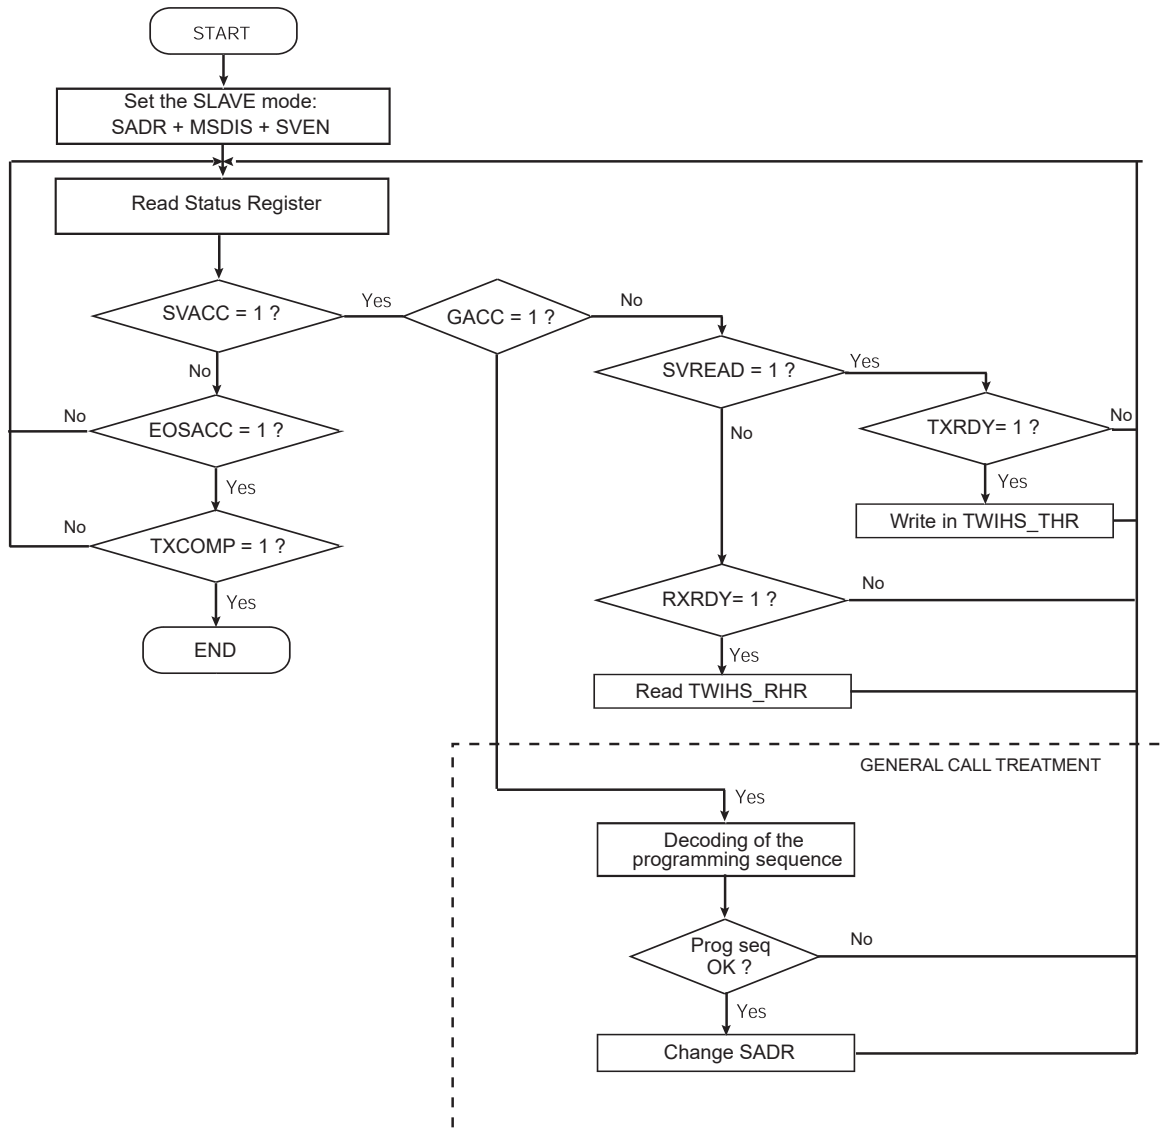 START
Set the SLAVE mode:
SADR + MSDIS + SVEN
Read Status Register
SVACC = 1 ?
Yes
GACC = 1 ?
No
SVREAD = 1 ?
Yes
No
No
EOSACC = 1 ?
No
TXRDY= 1 ?
No
Yes
Yes
Write in TWIHS_THR
No
TXCOMP = 1 ?
Yes
RXRDY= 1 ?
No
END
Yes
Read TWIHS_RHR
GENERAL CALL TREATMENT
Yes
Decoding of the
programming sequence
Prog seq
OK ?
No
Yes
Change SADR